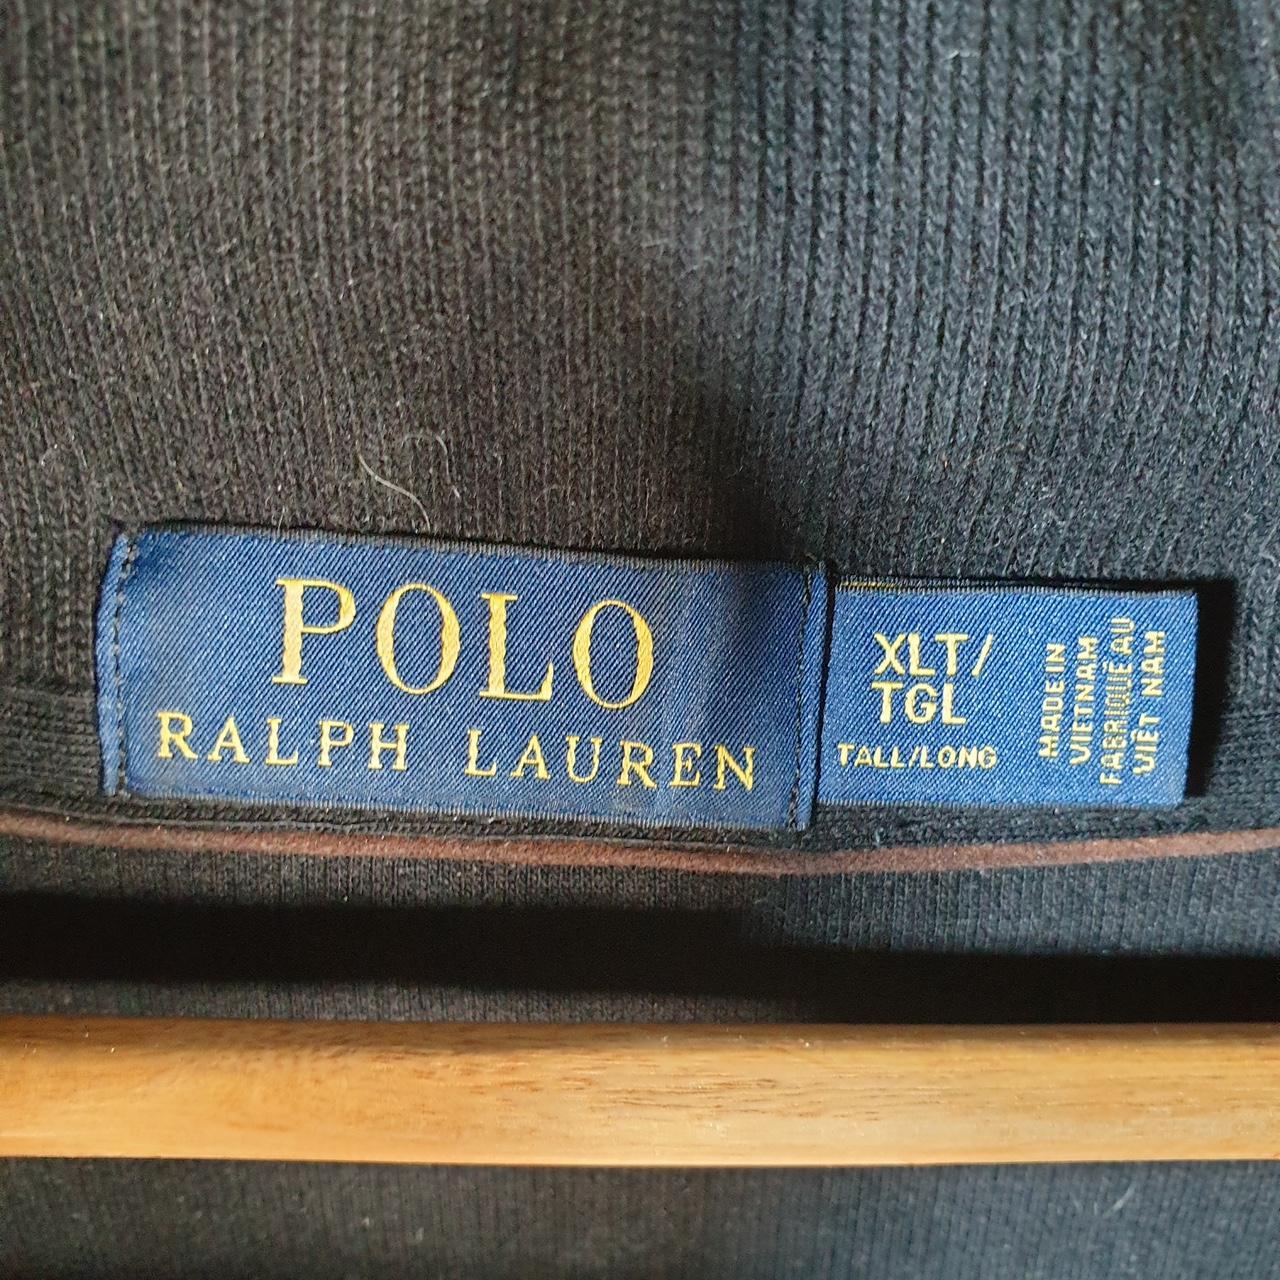 POLO
RALPH LAUREN
XLT/
TGL
TALL/LONG
MADE IN
VIETNAM
FABRIQUÉ AU
VIÊT NAM